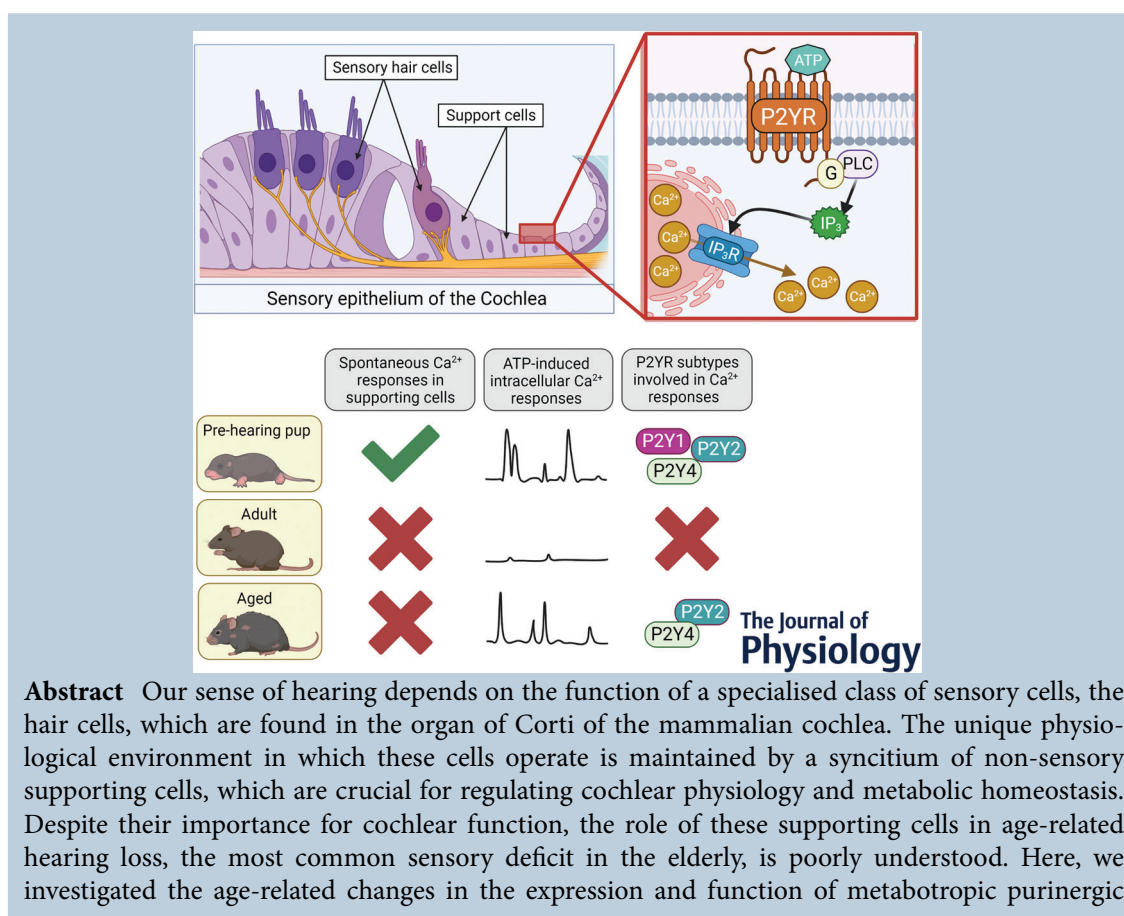 Sensory hair cells
Support cells
Sensory epithelium of the Cochlea
ATP
P2YR
G
PLC
IP₃
IP₃R
Ca²⁺
Ca²⁺
Ca²⁺
Ca²⁺
Ca²⁺
Ca²⁺
Spontaneous Ca²⁺
responses in
supporting cells
ATP-induced
intracellular Ca²⁺
responses
P2YR subtypes
involved in Ca²⁺
responses
Pre-hearing pup
P2Y1
P2Y2
P2Y4
Adult
Aged
P2Y2
P2Y4
The Journal of
Physiology
Abstract Our sense of hearing depends on the function of a specialised class of sensory cells, the
hair cells, which are found in the organ of Corti of the mammalian cochlea. The unique physio-
logical environment in which these cells operate is maintained by a syncitium of non-sensory
supporting cells, which are crucial for regulating cochlear physiology and metabolic homeostasis.
Despite their importance for cochlear function, the role of these supporting cells in age-related
hearing loss, the most common sensory deficit in the elderly, is poorly understood. Here, we
investigated the age-related changes in the expression and function of metabotropic purinergic